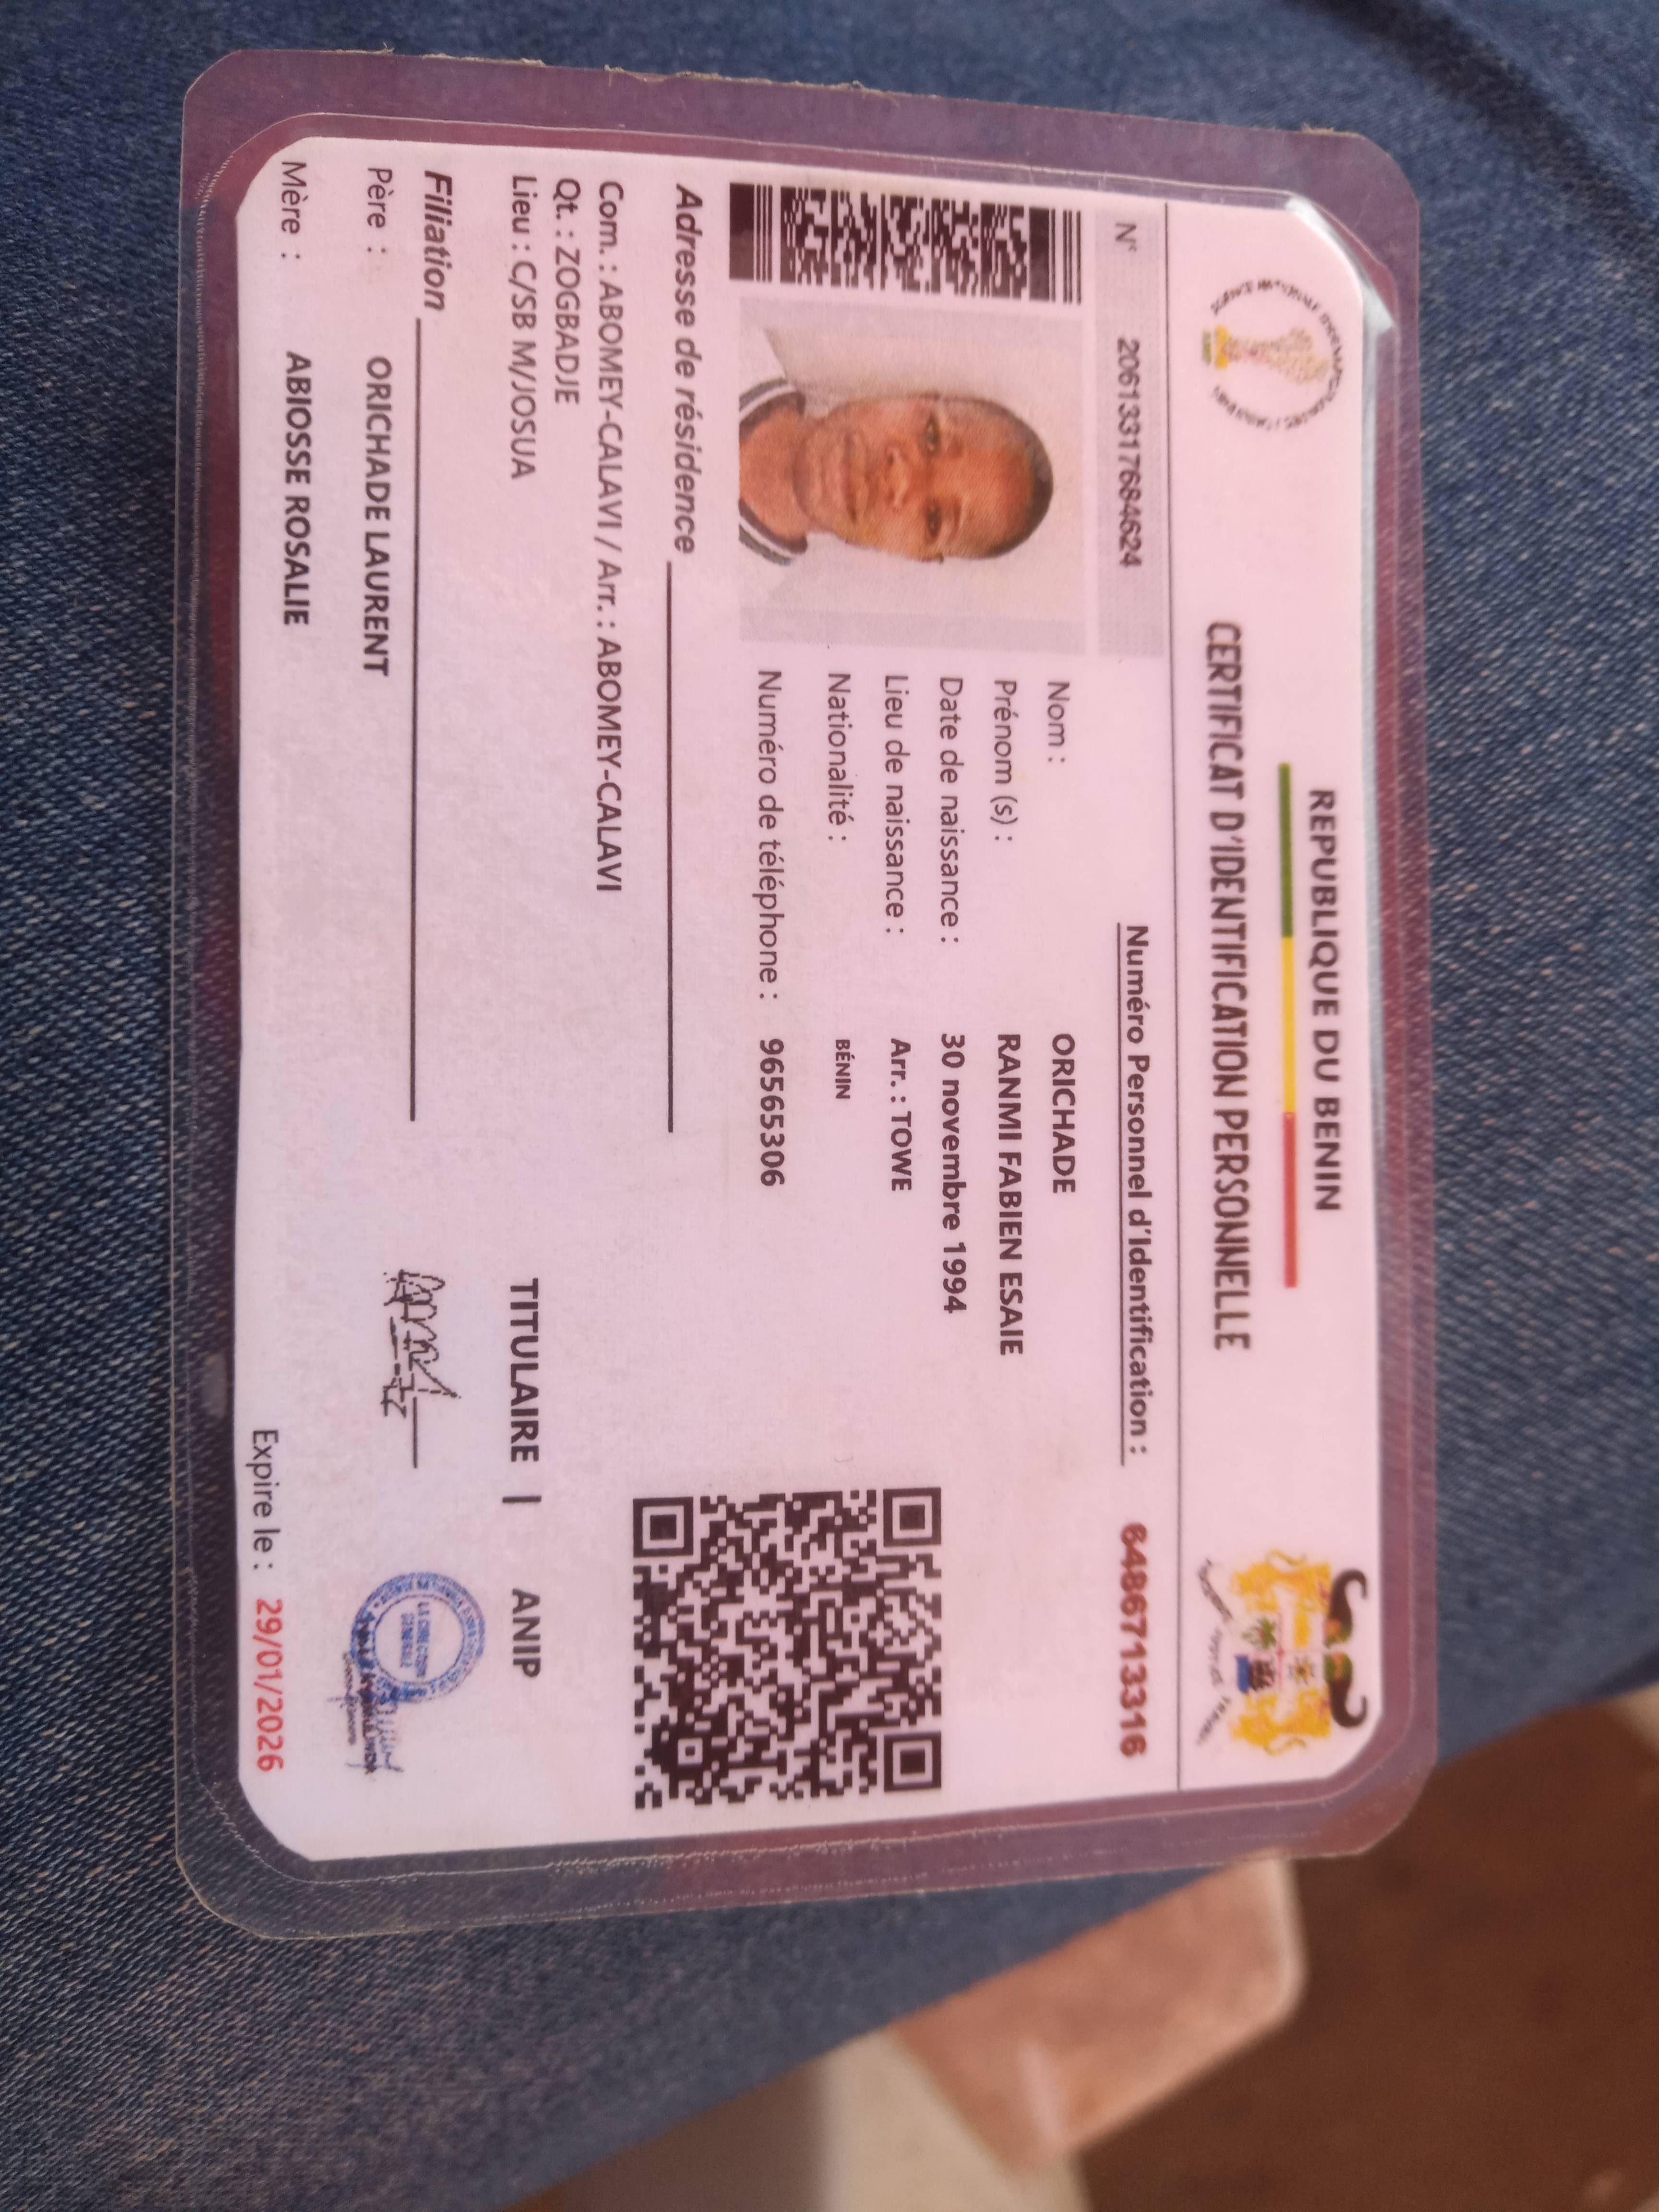 REPUBLIQUE DU BENIN
CERTIFICAT D'IDENTIFICATION PERSONNELLE
N° 20613317684624
Numéro Personnel d'Identification : 6486713316
Nom : ORICHADE
Prénom (s) : RANMI FABIEN ESAIE
Date de naissance : 30 novembre 1994
Lieu de naissance : Arr. : TOWE
Nationalité : BÉNIN
Numéro de téléphone : 96565306
Adresse de résidence
Com. : ABOMEY-CALAVI / Arr. : ABOMEY-CALAVI
Qt. : ZOGBADJE
Lieu : C/SB M/JOSUA
TITULAIRE | ANIP
Filiation
Père : ORICHADE LAURENT
Mère : ABIOSSE ROSALIE
Expire le : 29/01/2026